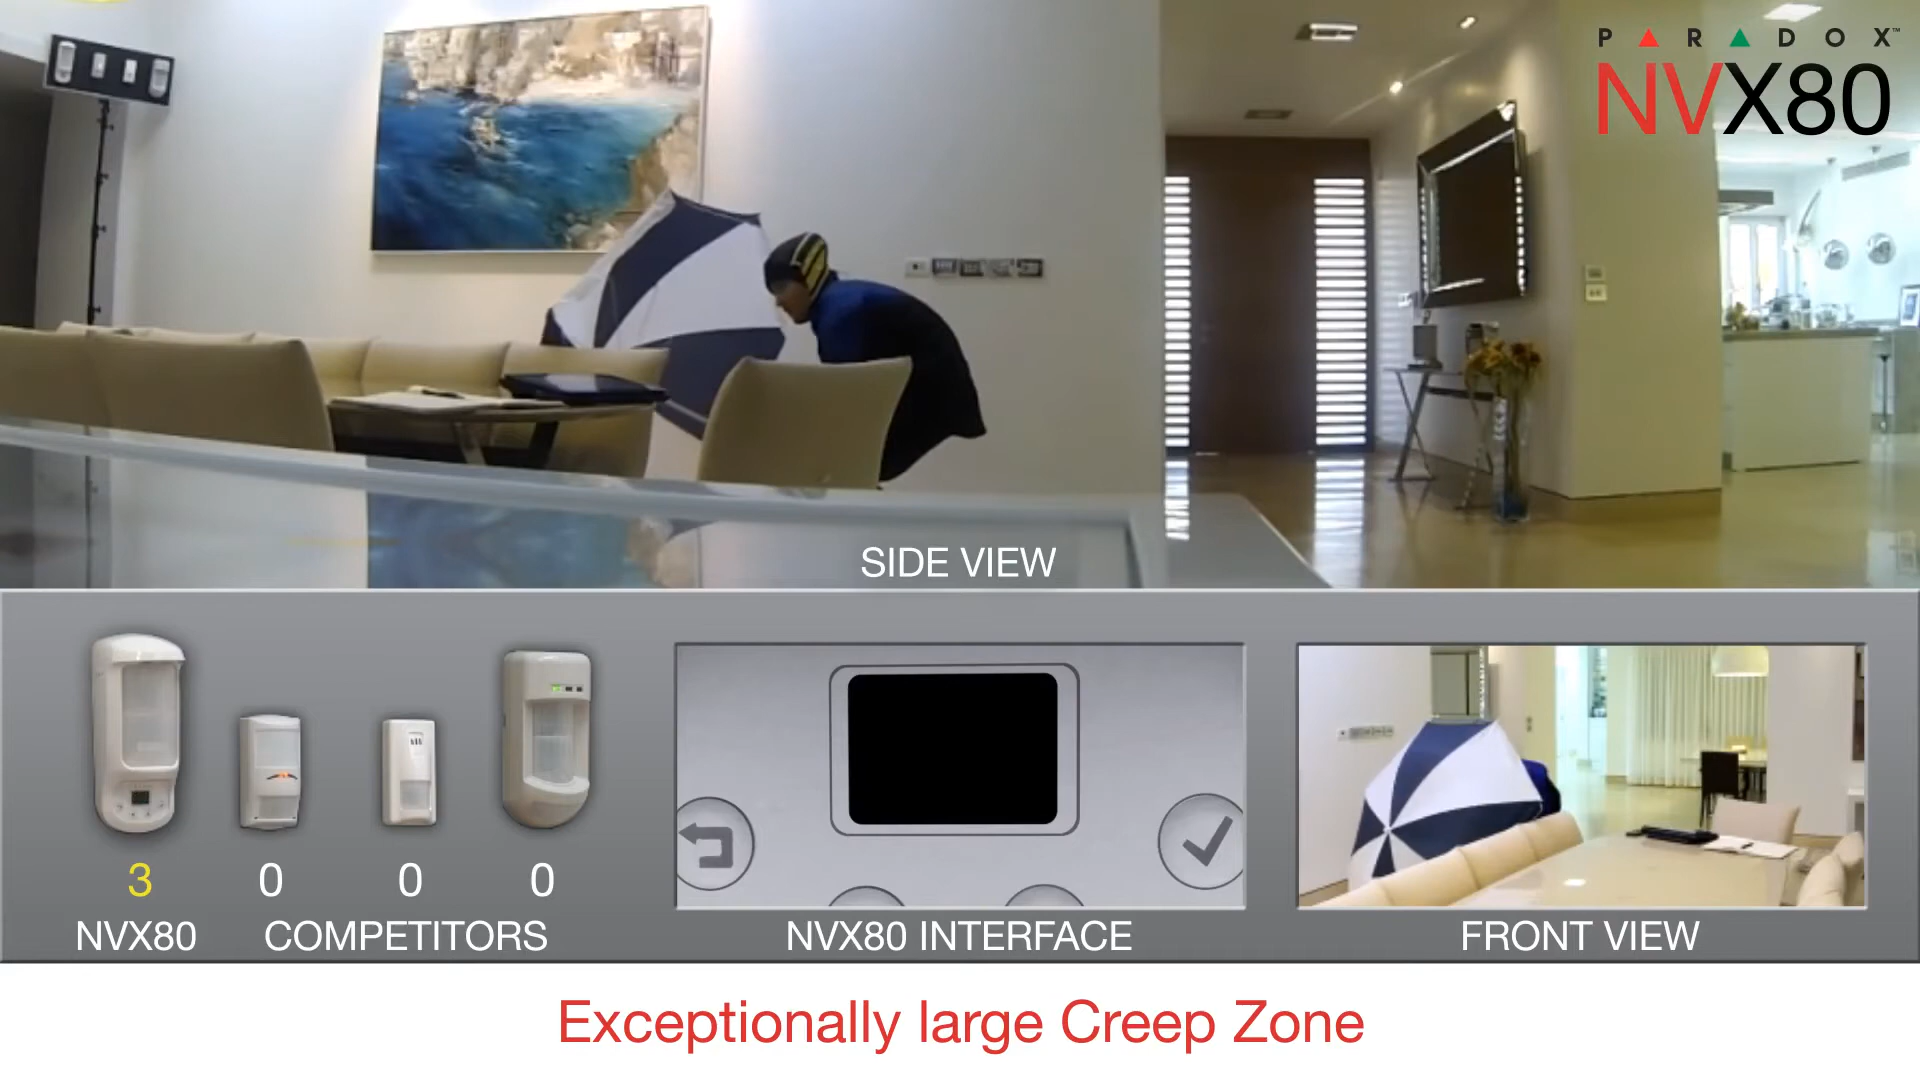 PARADOX™
NVX80
SIDE VIEW
3 0 0 0
NVX80 COMPETITORS
NVX80 INTERFACE
FRONT VIEW
Exceptionally large Creep Zone